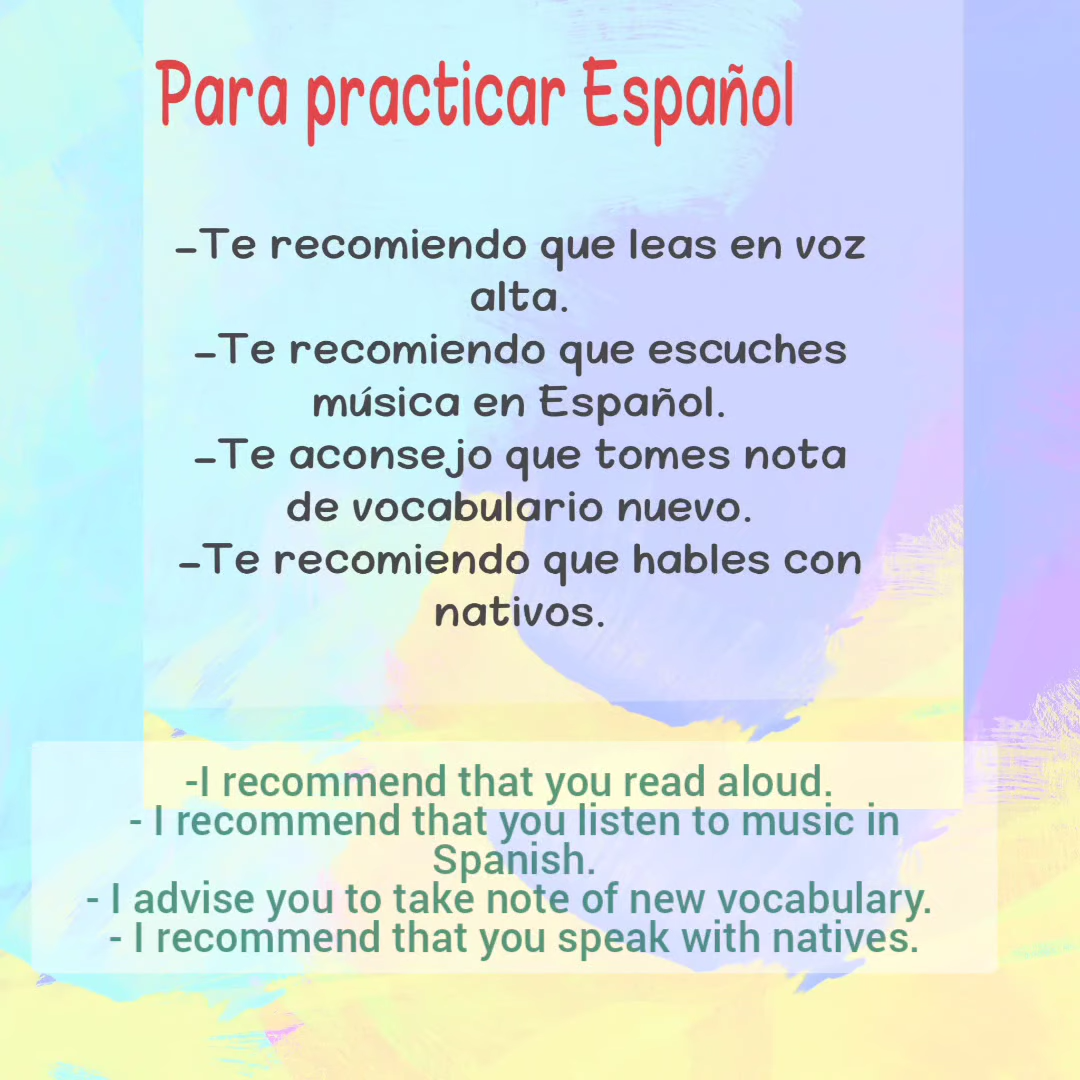 Para practicar Español
-Te recomiendo que leas en voz
alta.
-Te recomiendo que escuches
música en Español.
-Te aconsejo que tomes nota
de vocabulario nuevo.
-Te recomiendo que hables con
nativos.
-I recommend that you read aloud.
- I recommend that you listen to music in
Spanish.
- I advise you to take note of new vocabulary.
- I recommend that you speak with natives.